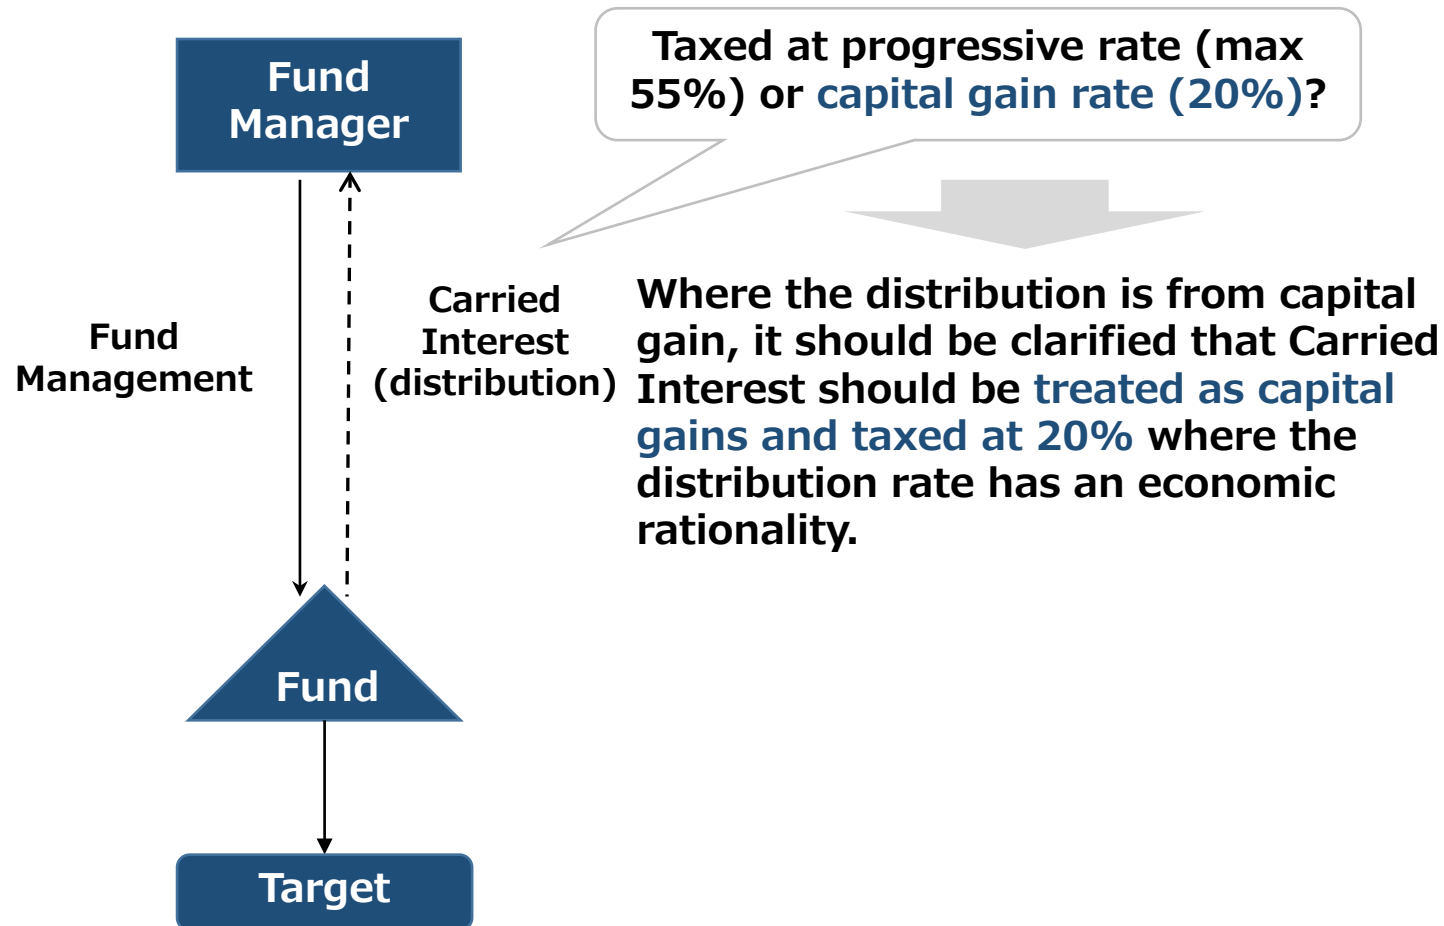 Fund
Manager
Taxed at progressive rate (max
55%) or capital gain rate (20%)?
Fund
Management
Carried
Interest
(distribution)
Where the distribution is from capital
gain, it should be clarified that Carried
Interest should be treated as capital
gains and taxed at 20% where the
distribution rate has an economic
rationality.
Fund
Target